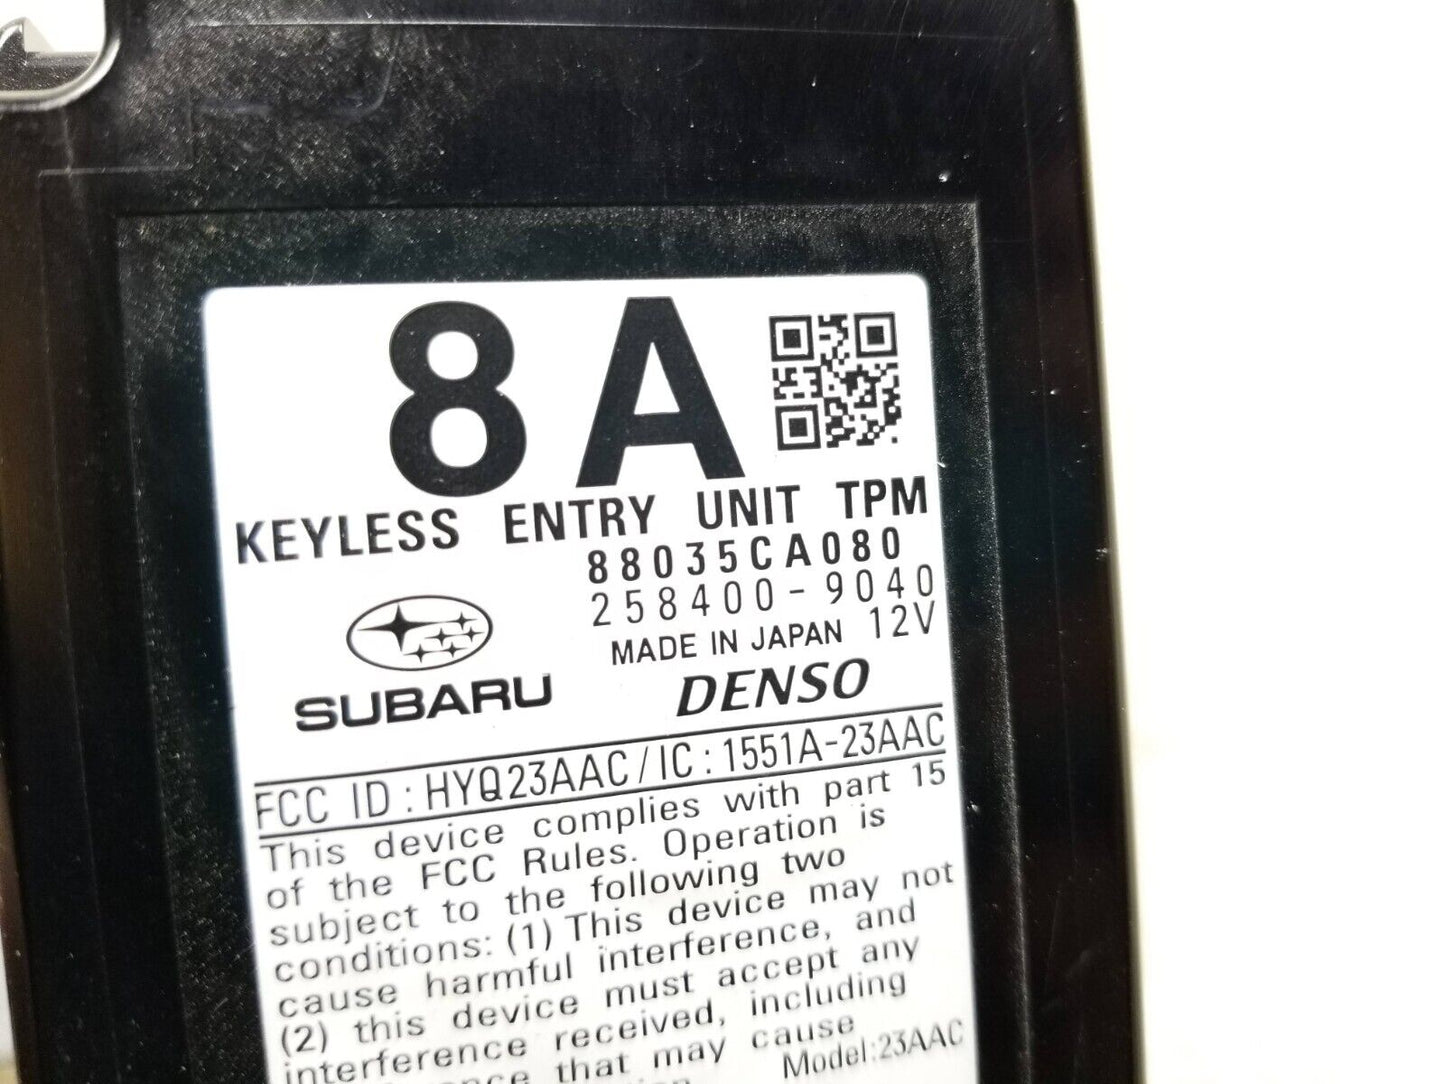 8A
KEYLESS ENTRY UNIT TPM
88035CA080
258400-9040
MADE IN JAPAN 12V
SUBARU
DENSO
FCC ID : HYQ23AAC / IC : 1551A-23AAC
This device complies with part 15
of the FCC Rules. Operation is
subject to the following two
conditions: (1) This device may not
cause harmful interference, and
(2) this device must accept any
interference received, including
that may cause
Model:23AAC